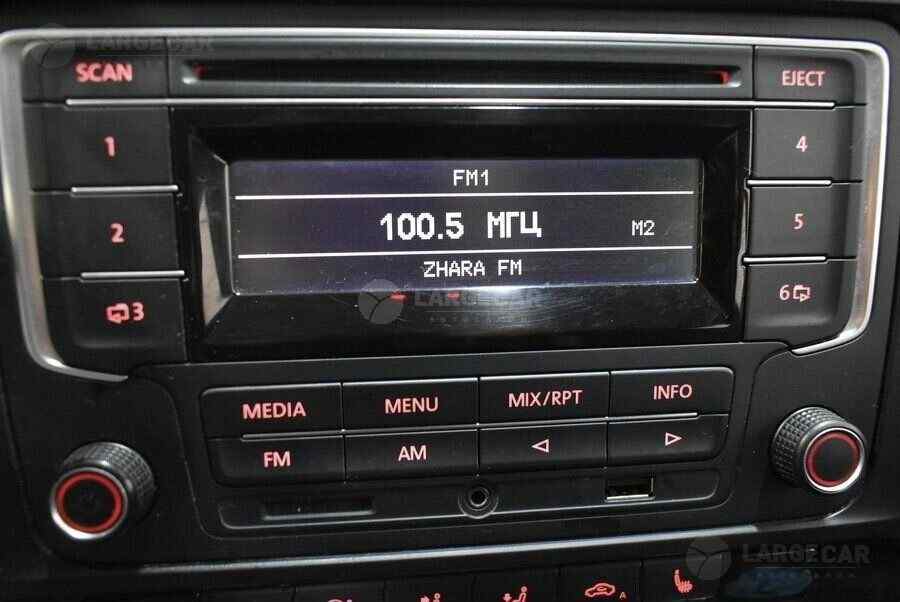 LARGECAR
SCAN
EJECT
1
4
FM1
2
100.5 МГЦ M2
5
ZHARA FM
3
6
LARGECAR
MEDIA MENU MIX/RPT INFO
FM AM
LARGECAR
A